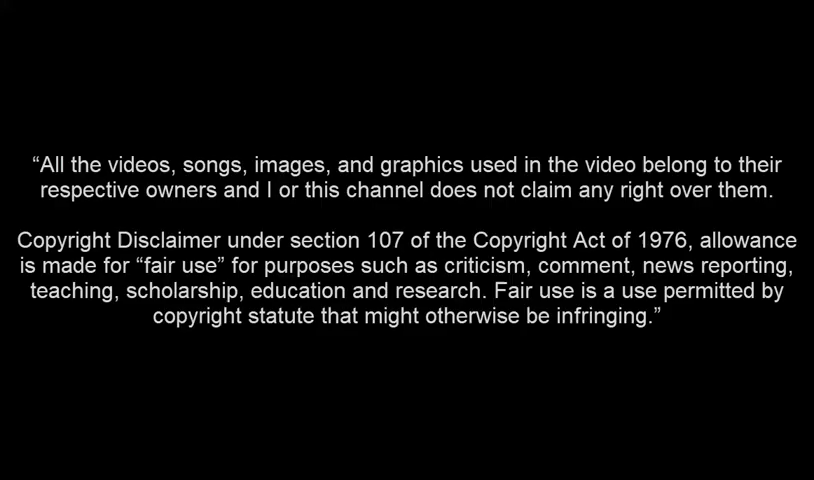 “All the videos, songs, images, and graphics used in the video belong to their
respective owners and I or this channel does not claim any right over them.
Copyright Disclaimer under section 107 of the Copyright Act of 1976, allowance
is made for “fair use” for purposes such as criticism, comment, news reporting,
teaching, scholarship, education and research. Fair use is a use permitted by
copyright statute that might otherwise be infringing.”